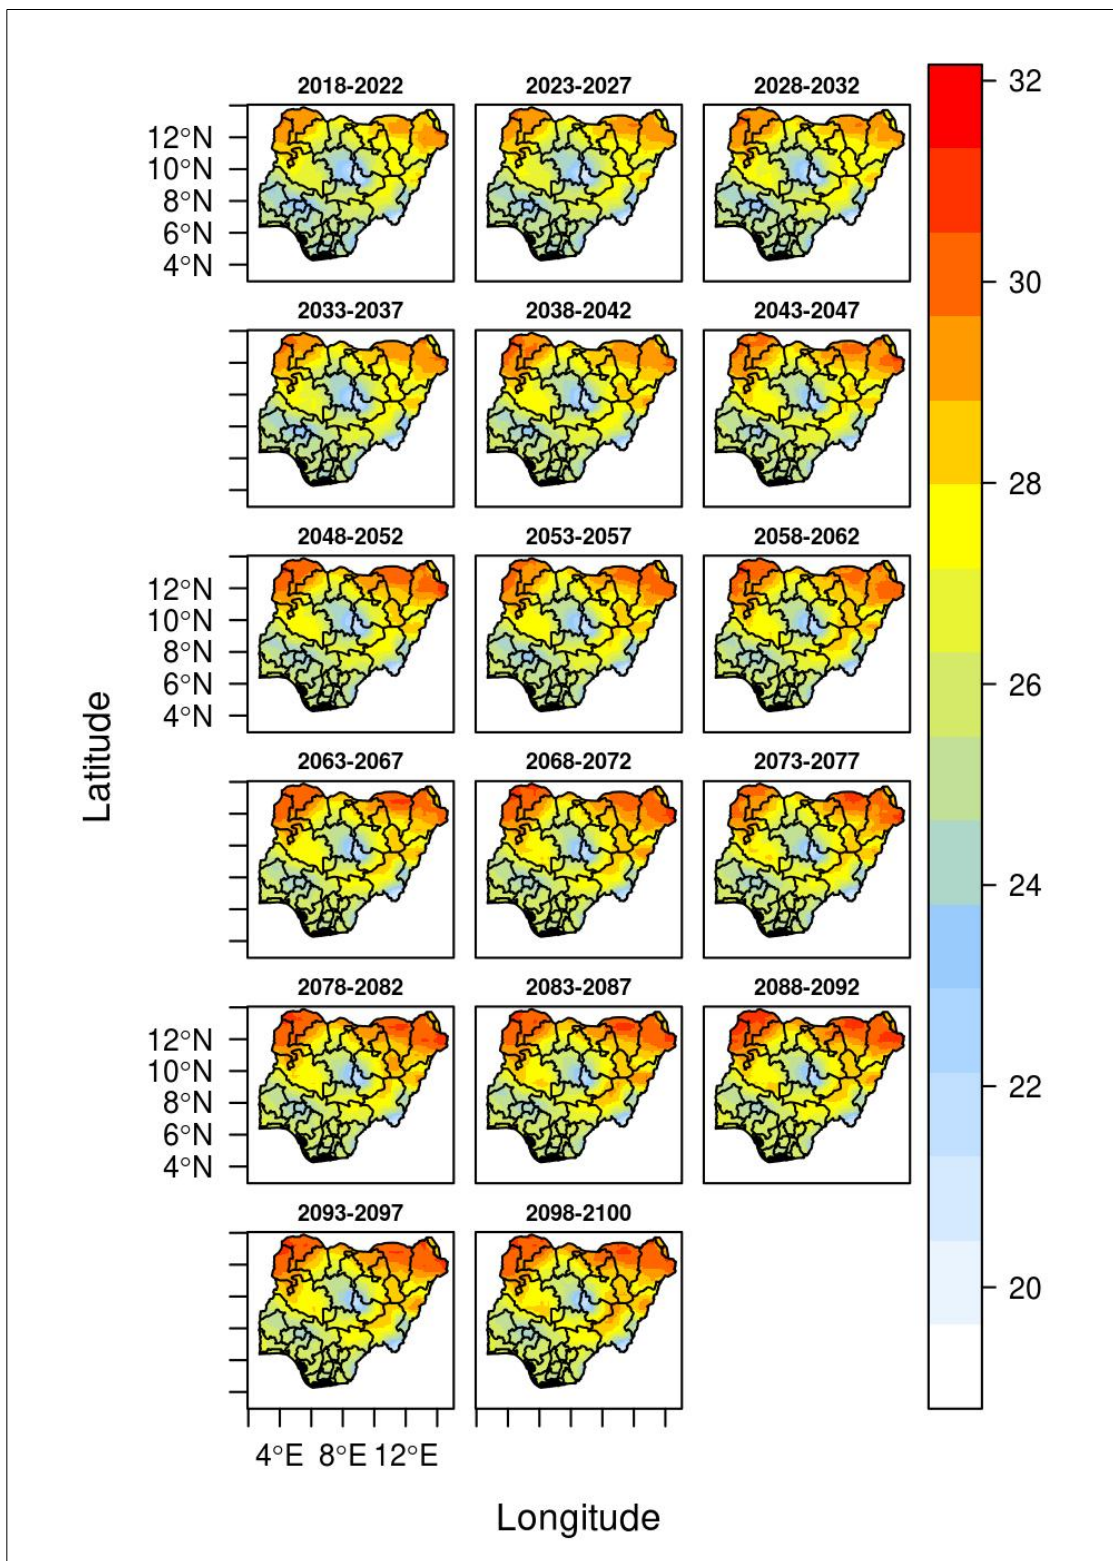 2018-2022 2023-2027 2028-2032
32
12°N
10°N
8°N
6°N
4°N
30
2033-2037 2038-2042 2043-2047
28
2048-2052 2053-2057 2058-2062
12°N
10°N
8°N
6°N
4°N
26
Latitude
2063-2067 2068-2072 2073-2077
24
2078-2082 2083-2087 2088-2092
12°N
10°N
8°N
6°N
4°N
22
2093-2097 2098-2100
20
4°E 8°E 12°E
Longitude